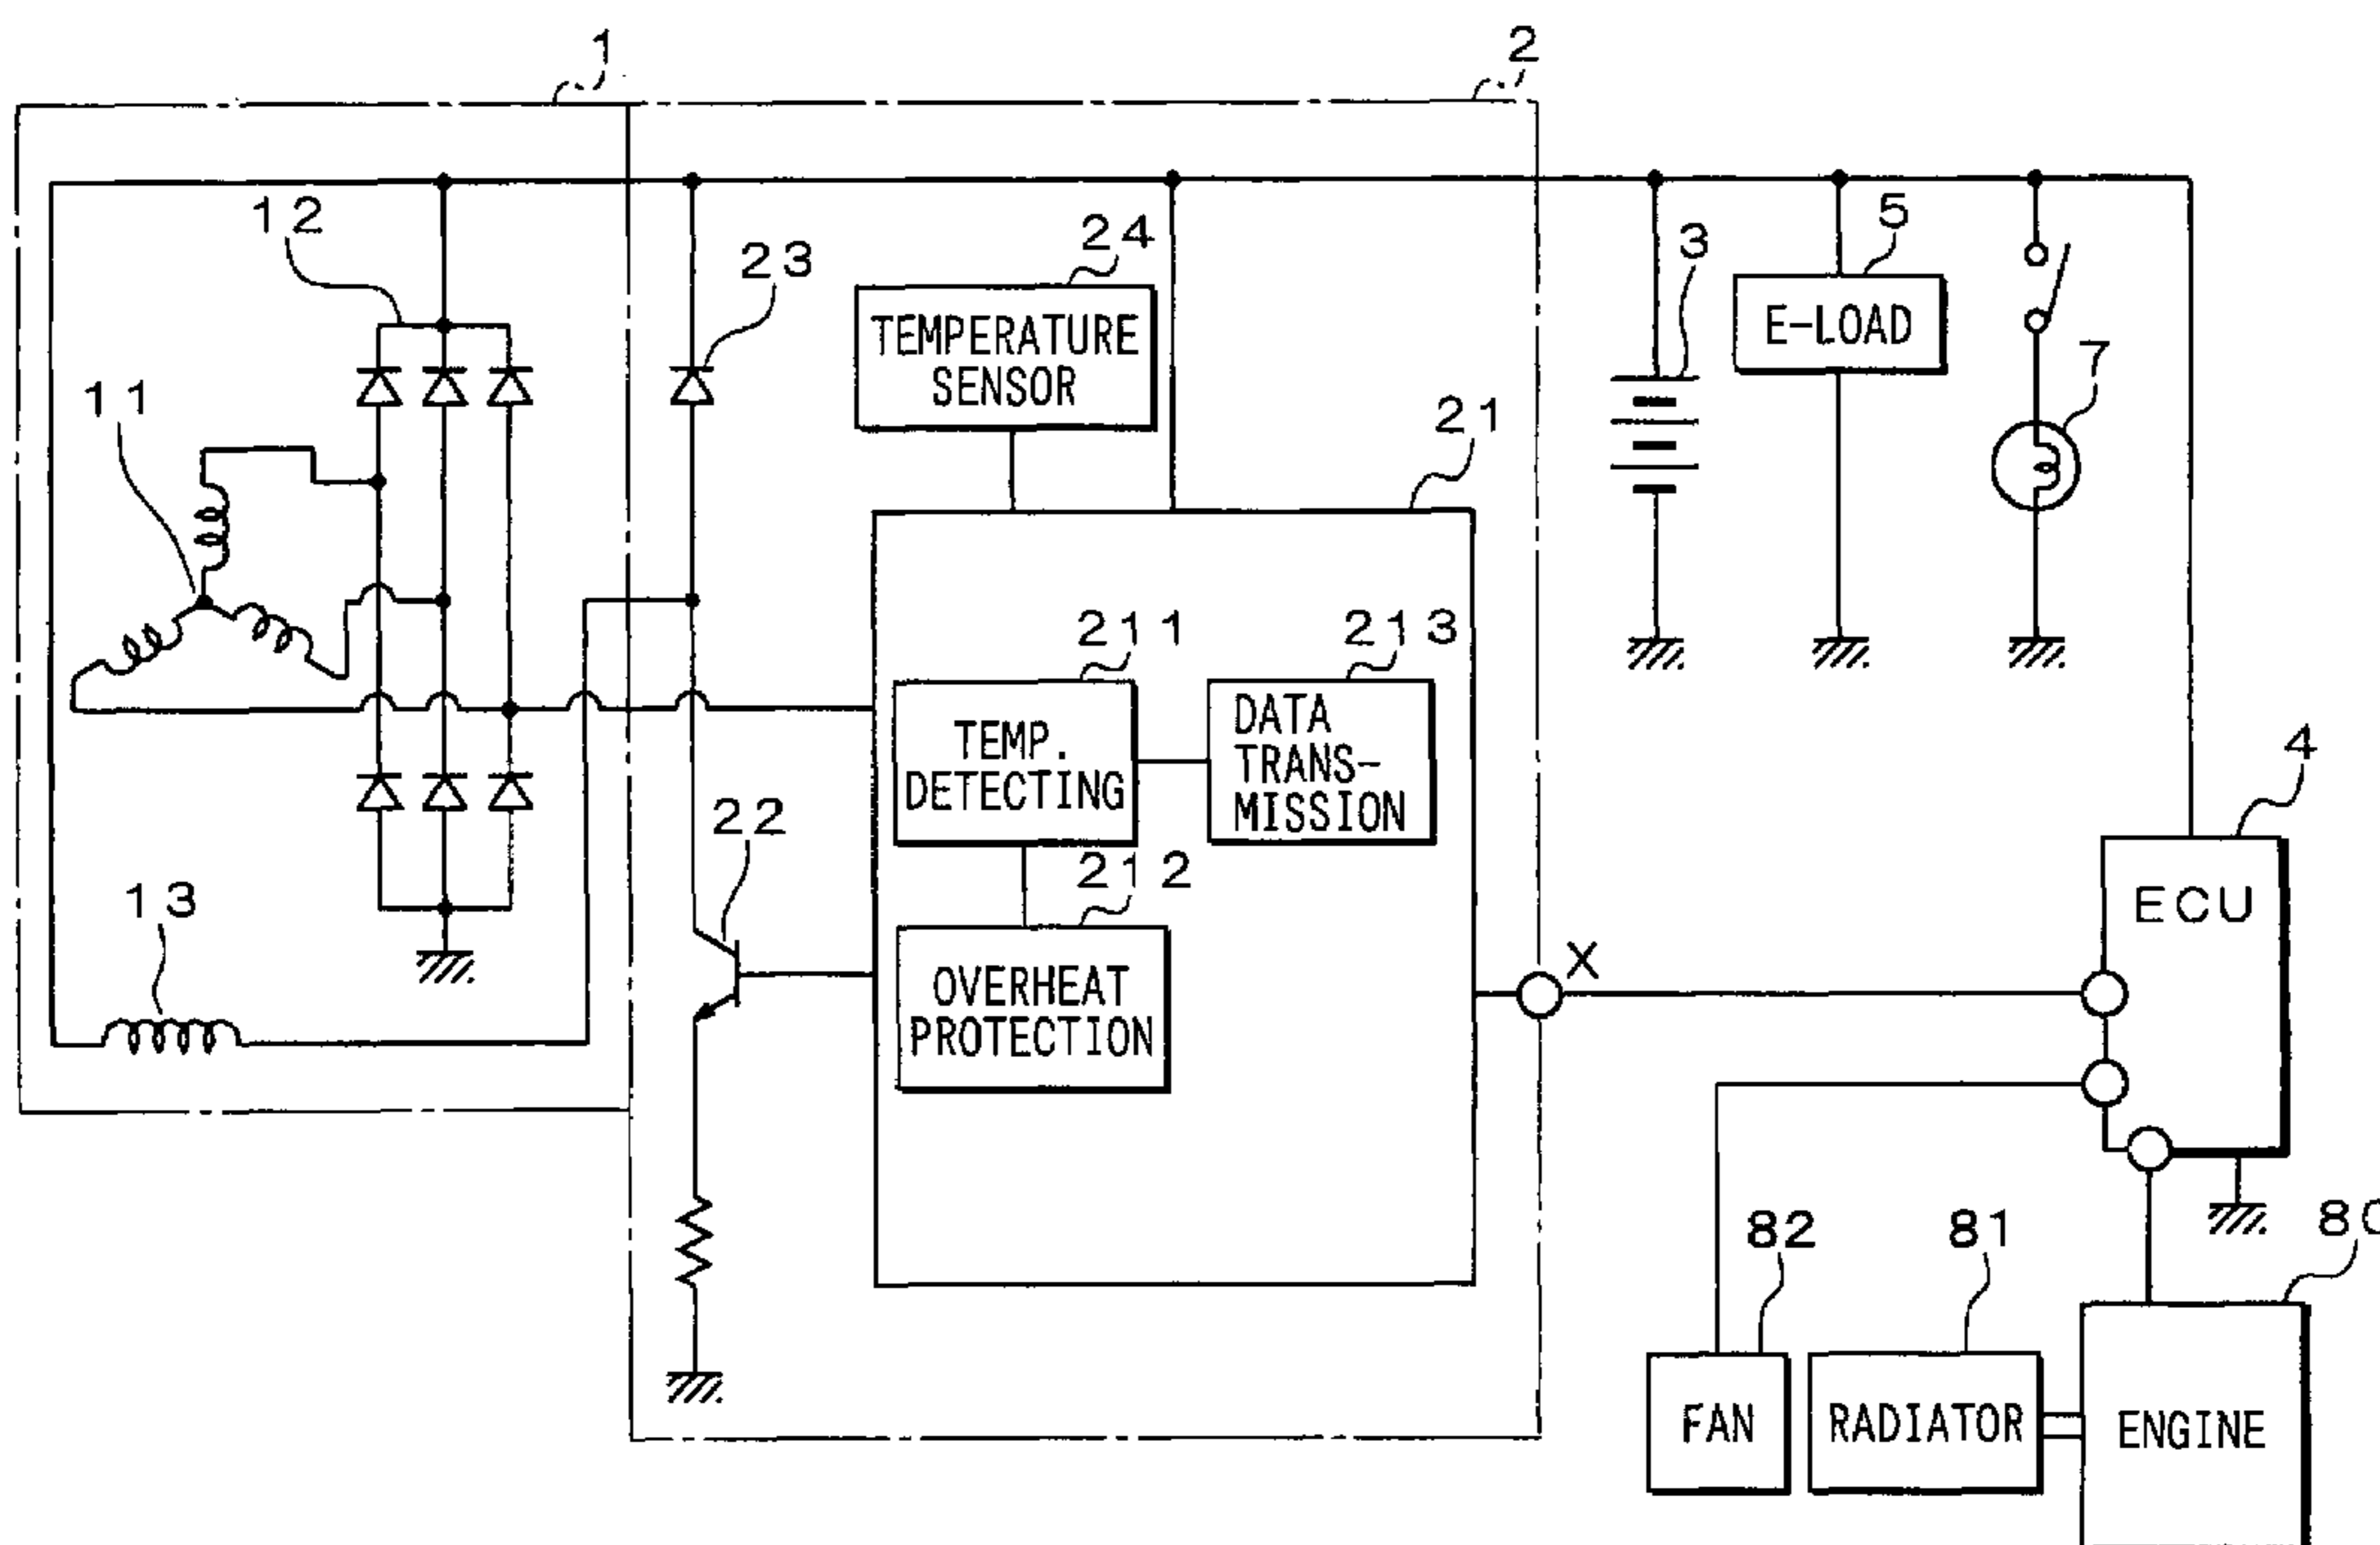 1
2
12
24
5
23
3
TEMPERATURE
SENSOR
E-LOAD
7
11
21
211
213
TEMP.
DETECTING
DATA
TRANS-
MISSION
4
22
212
13
ECU
X
OVERHEAT
PROTECTION
82
81
80
FAN
RADIATOR
ENGINE